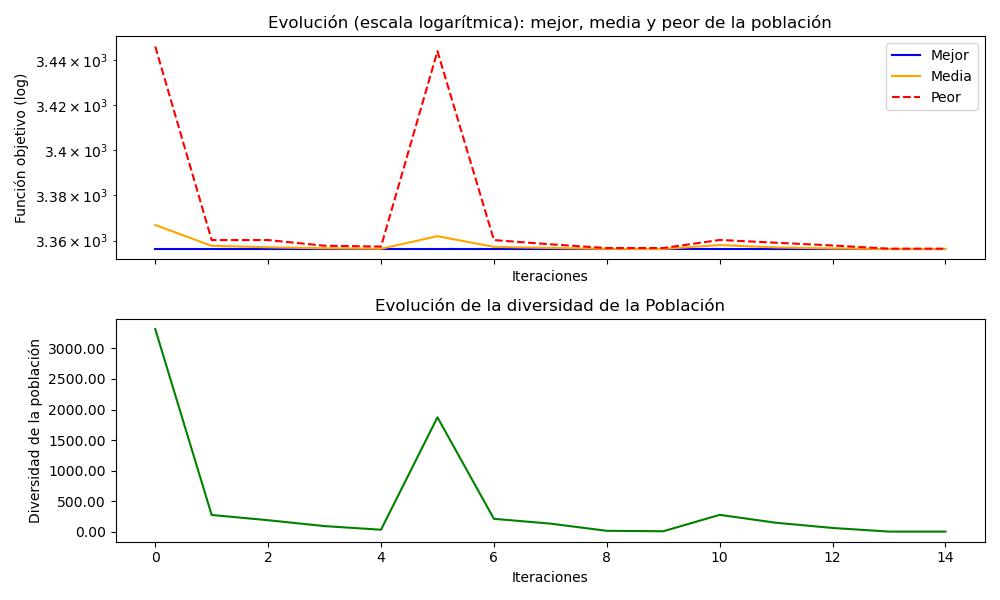 Evolución (escala logarítmica): mejor, media y peor de la población
Función objetivo (log)
3.44 × 10³
3.42 × 10³
3.4 × 10³
3.38 × 10³
3.36 × 10³
Mejor
Media
Peor
Iteraciones
Evolución de la diversidad de la Población
Diversidad de la población
3000.00
2500.00
2000.00
1500.00
1000.00
500.00
0.00
0 2 4 6 8 10 12 14
Iteraciones